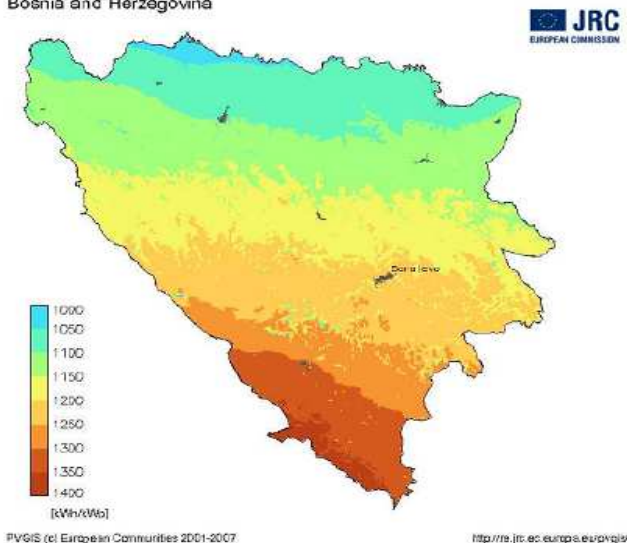 Bosnia and Herzegovina
JRC
EUROPEAN COMMISSION
Sarajevo
1000
1050
1100
1150
1200
1250
1300
1350
1400
[kWh/kWp]
PVGIS (c) European Communities 2001-2007
http://re.jrc.ec.europa.eu/pvgis/